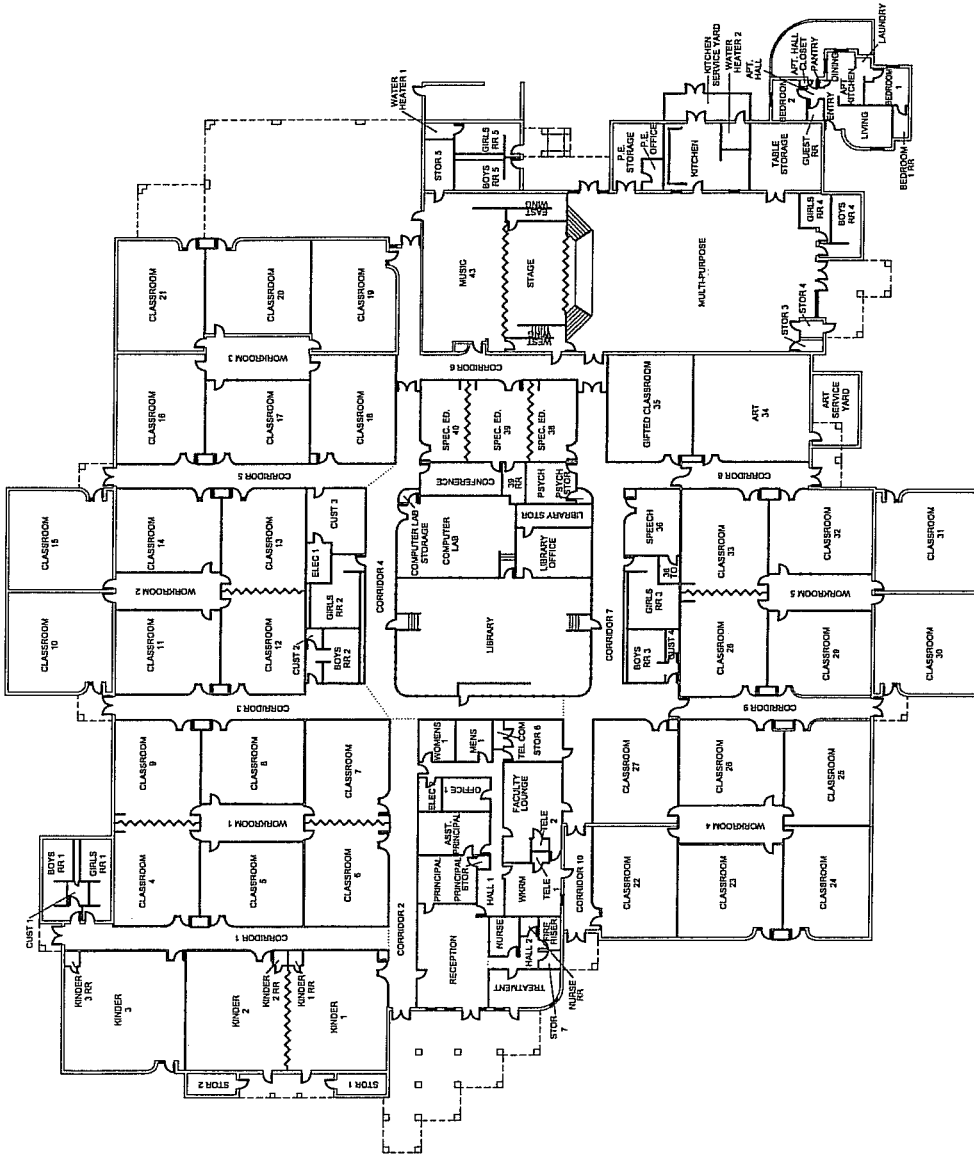 KINDER
3
KINDER
3 RR
KINDER
2
KINDER
2 RR
KINDER
1 RR
KINDER
1
STOR 2
STOR 1
CORRIDOR 1
CUST 1
BOYS
RR 1
GIRLS
RR 1
CLASSROOM
4
CLASSROOM
5
CLASSROOM
6
WORKROOM 1
CLASSROOM
9
CLASSROOM
8
CLASSROOM
7
CORRIDOR 3
CLASSROOM
10
CLASSROOM
11
CLASSROOM
12
WORKROOM 2
CLASSROOM
15
CLASSROOM
14
CLASSROOM
13
CUST 2
BOYS
RR 2
GIRLS
RR 2
ELEC 1
CUST 3
CORRIDOR 5
CLASSROOM
16
CLASSROOM
17
CLASSROOM
18
WORKROOM 3
CLASSROOM
21
CLASSROOM
20
CLASSROOM
19
CORRIDOR 2
RECEPTION
PRINCIPAL
PRINCIPAL
STOR.
ASST.
PRINCIPAL
ELEC 2
OFFICE 1
WOMENS
1
MENS
1
TEL COM
STOR 6
HALL 1
NURSE
HALL 2
FIRE
RISER
NURSE
RR
TREATMENT
STOR
7
WKRM
TELE
1
TELE
2
FACULTY
LOUNGE
CORRIDOR 10
CORRIDOR 4
LIBRARY
COMPUTER LAB
STORAGE
COMPUTER
LAB
LIBRARY
OFFICE
LIBRARY STOR
CONFERENCE
39
RR
PSYCH
PSYCH
STOR
SPEC. ED.
40
SPEC. ED.
39
SPEC. ED.
38
CORRIDOR 6
CORRIDOR 7
MUSIC
43
WEST
WING
STAGE
EAST
WING
MULTI-PURPOSE
STOR 5
WATER
HEATER 1
BOYS
RR 5
GIRLS
RR 5
P.E.
STORAGE
P.E.
OFFICE
KITCHEN
KITCHEN
SERVICE YARD
WATER
HEATER 2
TABLE
STORAGE
GIRLS
RR 4
BOYS
RR 4
STOR 3
STOR 4
APT.
HALL
BEDROOM
2
APT. HALL
CLOSET
PANTRY
DINING
ENTRY
GUEST
RR
APT.
KITCHEN
LIVING
LAUNDRY
BEDROOM
1
BEDROOM
1 RR
GIFTED CLASSROOM
35
ART
34
ART
SERVICE
YARD
CORRIDOR 8
SPEECH
36
36
TO
BOYS
RR 3
GIRLS
RR 3
CUST 4
CLASSROOM
28
CLASSROOM
29
CLASSROOM
30
WORKROOM 5
CLASSROOM
33
CLASSROOM
32
CLASSROOM
31
CORRIDOR 9
CLASSROOM
22
CLASSROOM
23
CLASSROOM
24
WORKROOM 4
CLASSROOM
27
CLASSROOM
26
CLASSROOM
25